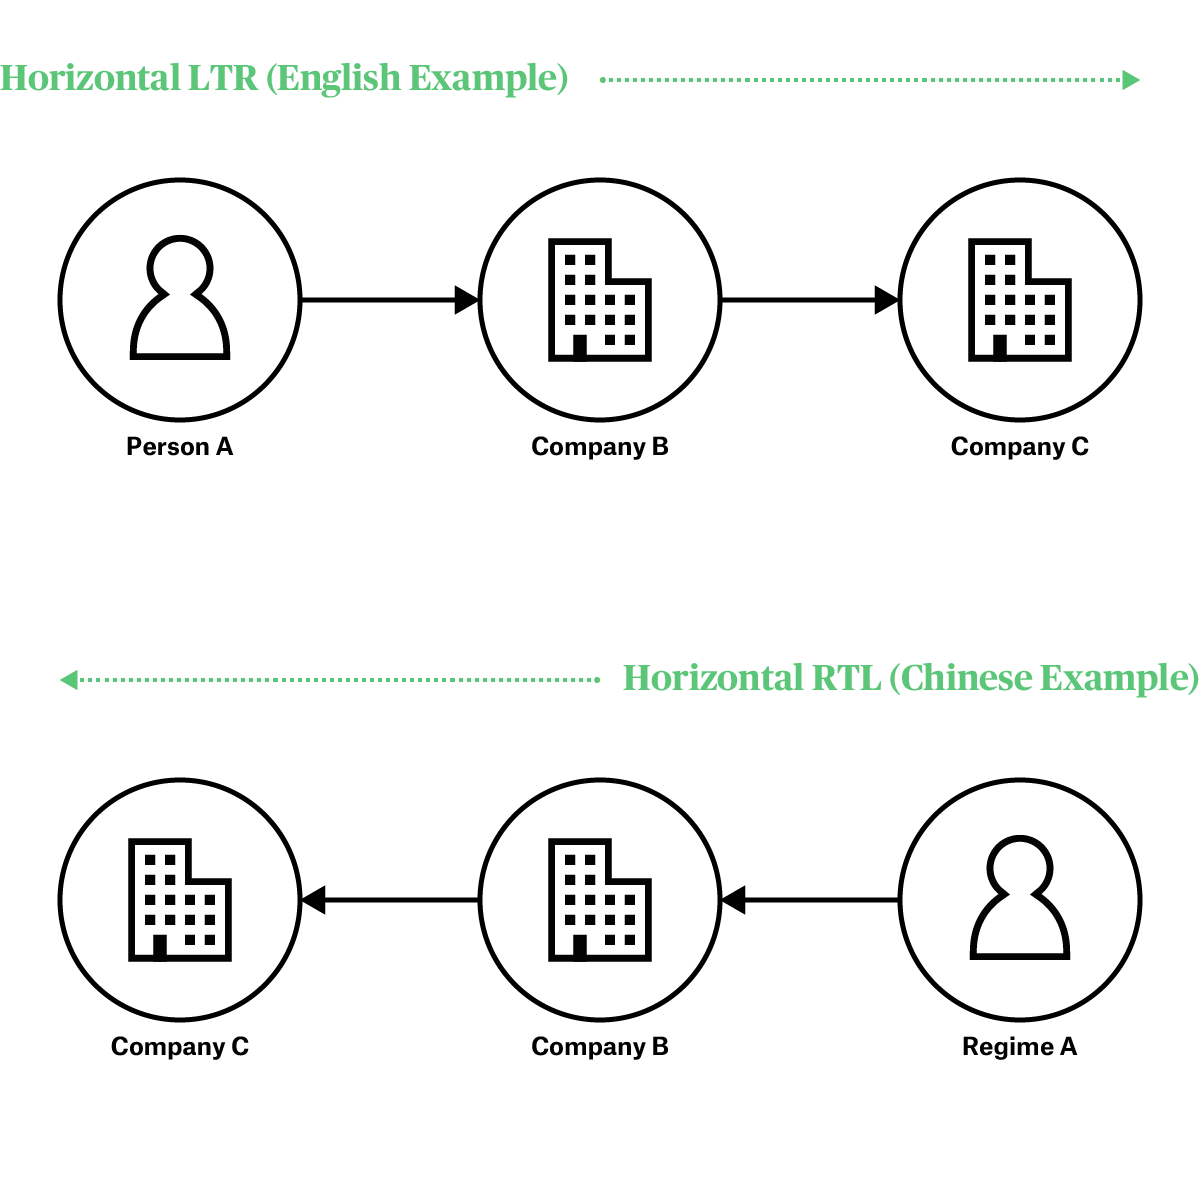 Horizontal LTR (English Example)
Person A
Company B
Company C
Horizontal RTL (Chinese Example)
Company C
Company B
Regime A